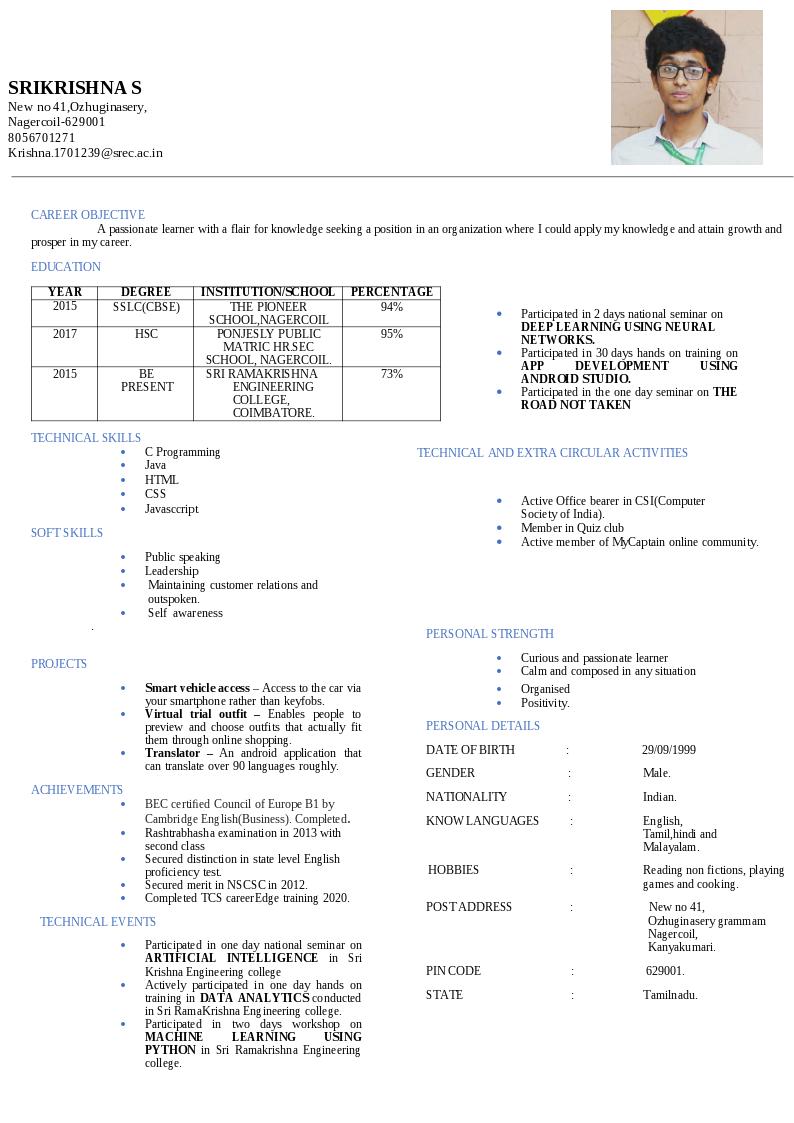 SRIKRISHNA S
New no 41,Ozhuginasery,
Nagercoil-629001
8056701271
Krishna.1701239@srec.ac.in
CAREER OBJECTIVE
A passionate learner with a flair for knowledge seeking a position in an organization where I could apply my knowledge and attain growth and
prosper in my career.
EDUCATION
YEAR DEGREE INSTITUTION/SCHOOL PERCENTAGE
2015 SSLC(CBSE) THE PIONEER 94%
SCHOOL,NAGERCOIL
2017 HSC PONJESLY PUBLIC 95%
MATRIC HR.SEC
SCHOOL, NAGERCOIL.
2015 BE SRI RAMAKRISHNA 73%
PRESENT ENGINEERING
COLLEGE,
COIMBATORE.
TECHNICAL SKILLS
• C Programming
• Java
• HTML
• CSS
• Javasccript
SOFT SKILLS
• Public speaking
• Leadership
• Maintaining customer relations and
outspoken.
• Self awareness
.
PROJECTS
• Smart vehicle access – Access to the car via
your smartphone rather than keyfobs.
• Virtual trial outfit – Enables people to
preview and choose outfits that actually fit
them through online shopping.
• Translator – An android application that
can translate over 90 languages roughly.
ACHIEVEMENTS
• BEC certified Council of Europe B1 by
Cambridge English(Business). Completed.
• Rashtrabhasha examination in 2013 with
second class
• Secured distinction in state level English
proficiency test.
• Secured merit in NSCSC in 2012.
• Completed TCS careerEdge training 2020.
TECHNICAL EVENTS
• Participated in one day national seminar on
ARTIFICIAL INTELLIGENCE in Sri
Krishna Engineering college
• Actively participated in one day hands on
training in DATA ANALYTICS conducted
in Sri RamaKrishna Engineering college.
• Participated in two days workshop on
MACHINE LEARNING USING
PYTHON in Sri Ramakrishna Engineering
college.
• Participated in 2 days national seminar on
DEEP LEARNING USING NEURAL
NETWORKS.
• Participated in 30 days hands on training on
APP DEVELOPMENT USING
ANDROID STUDIO.
• Participated in the one day seminar on THE
ROAD NOT TAKEN
TECHNICAL AND EXTRA CIRCULAR ACTIVITIES
• Active Office bearer in CSI(Computer
Society of India).
• Member in Quiz club
• Active member of MyCaptain online community.
PERSONAL STRENGTH
• Curious and passionate learner
• Calm and composed in any situation
• Organised
• Positivity.
PERSONAL DETAILS
DATE OF BIRTH : 29/09/1999
GENDER : Male.
NATIONALITY : Indian.
KNOW LANGUAGES : English,
Tamil,hindi and
Malayalam.
HOBBIES : Reading non fictions, playing
games and cooking.
POST ADDRESS : New no 41,
Ozhuginasery grammam
Nagercoil,
Kanyakumari.
PIN CODE : 629001.
STATE : Tamilnadu.